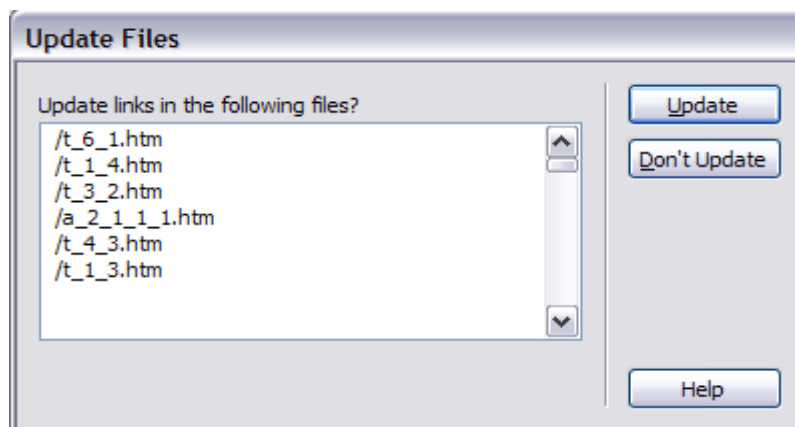 Update Files
Update links in the following files?
/t_6_1.htm
/t_1_4.htm
/t_3_2.htm
/a_2_1_1_1.htm
/t_4_3.htm
/t_1_3.htm
Update
Don't Update
Help